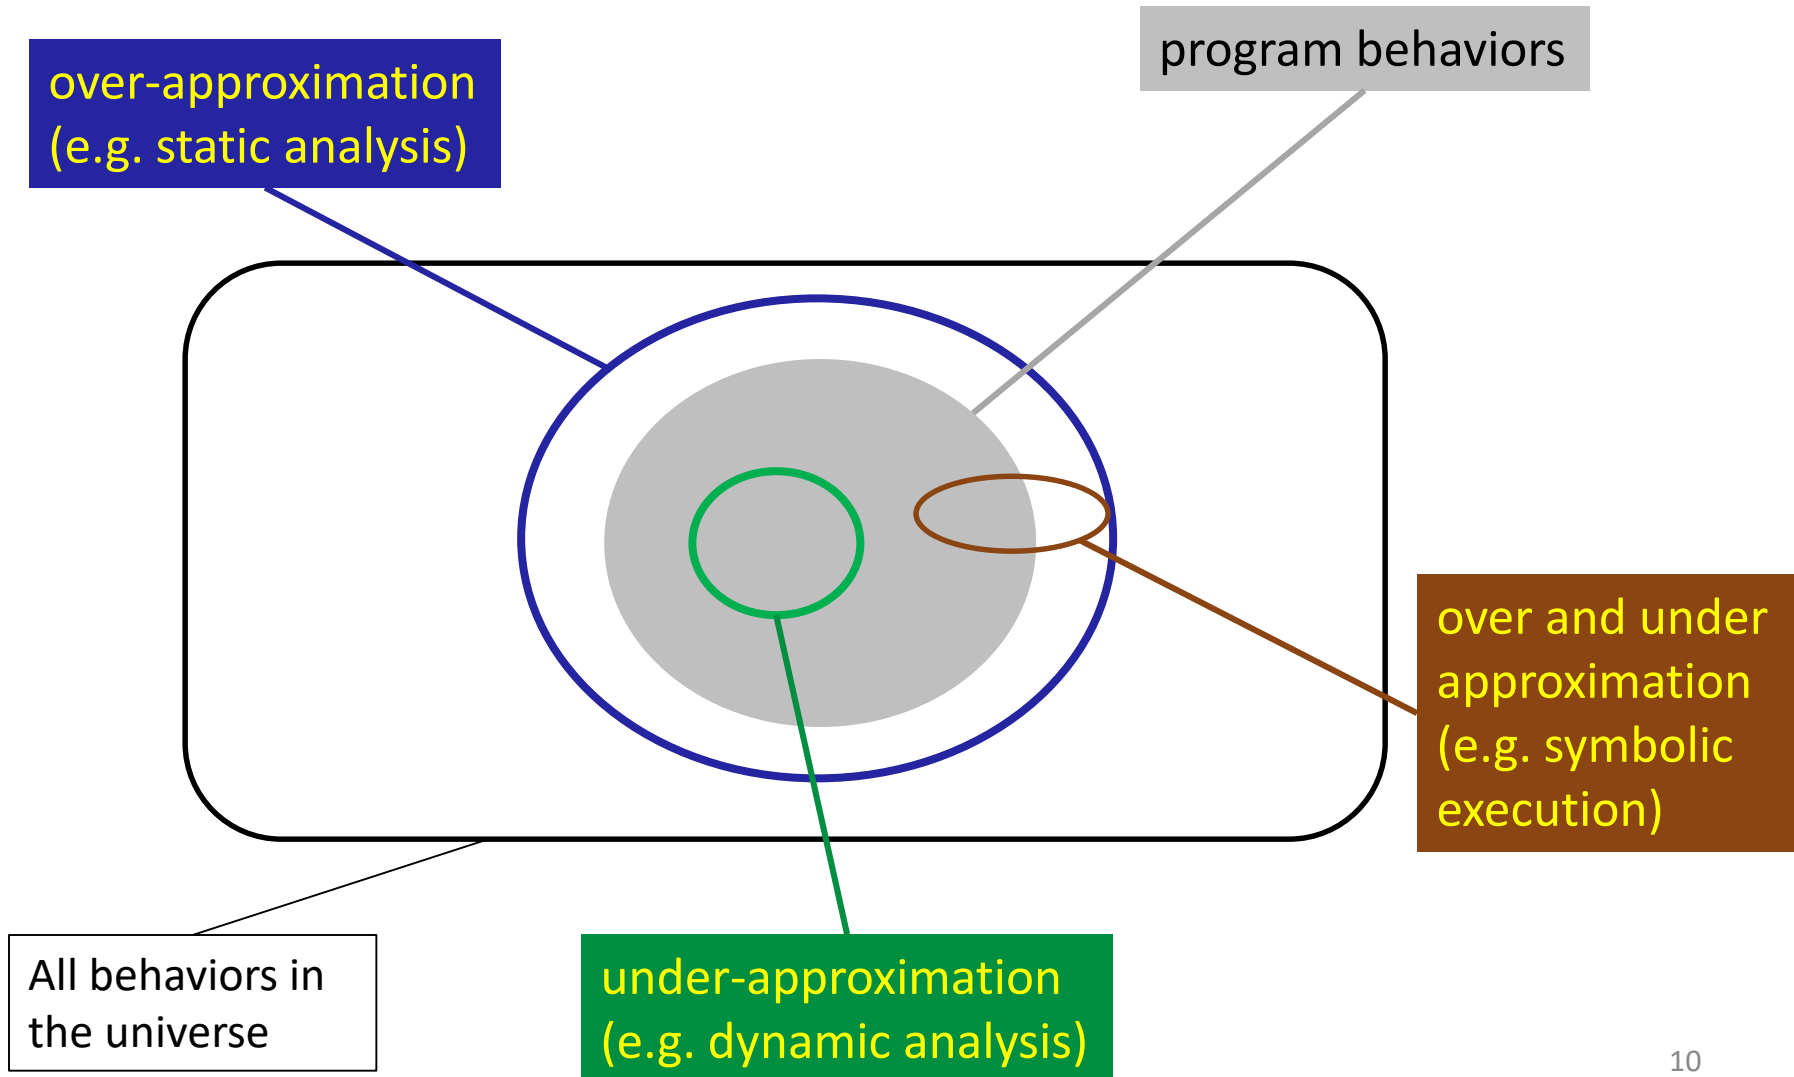 program behaviors
over-approximation
(e.g. static analysis)
over and under
approximation
(e.g. symbolic
execution)
All behaviors in
the universe
under-approximation
(e.g. dynamic analysis)
10